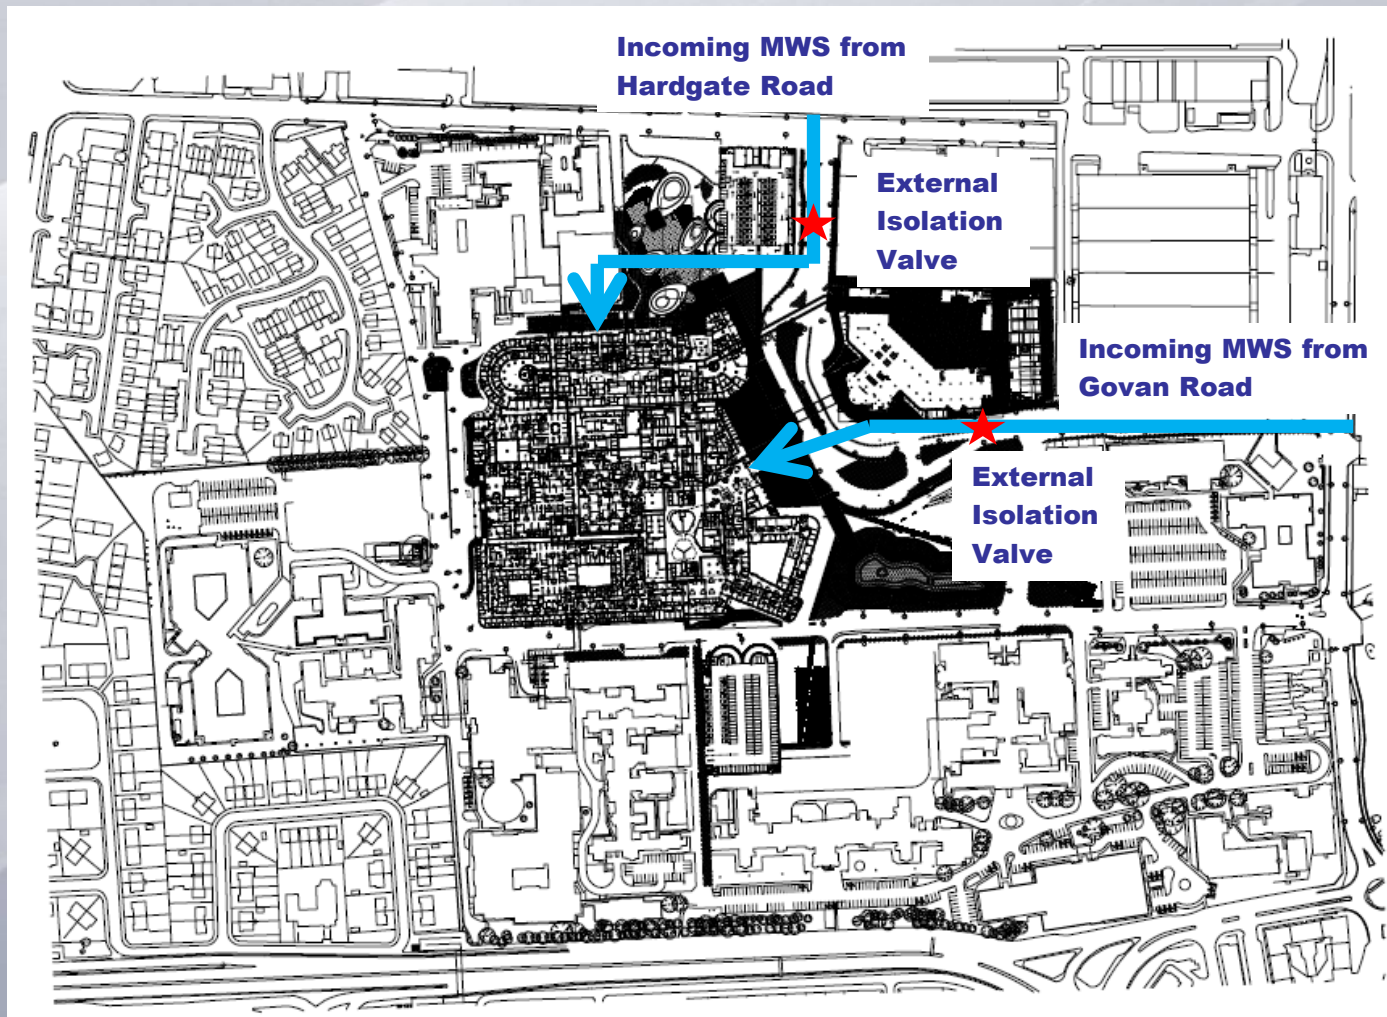 Incoming MWS from
Hardgate Road
External
Isolation
Valve
Incoming MWS from
Govan Road
External
Isolation
Valve